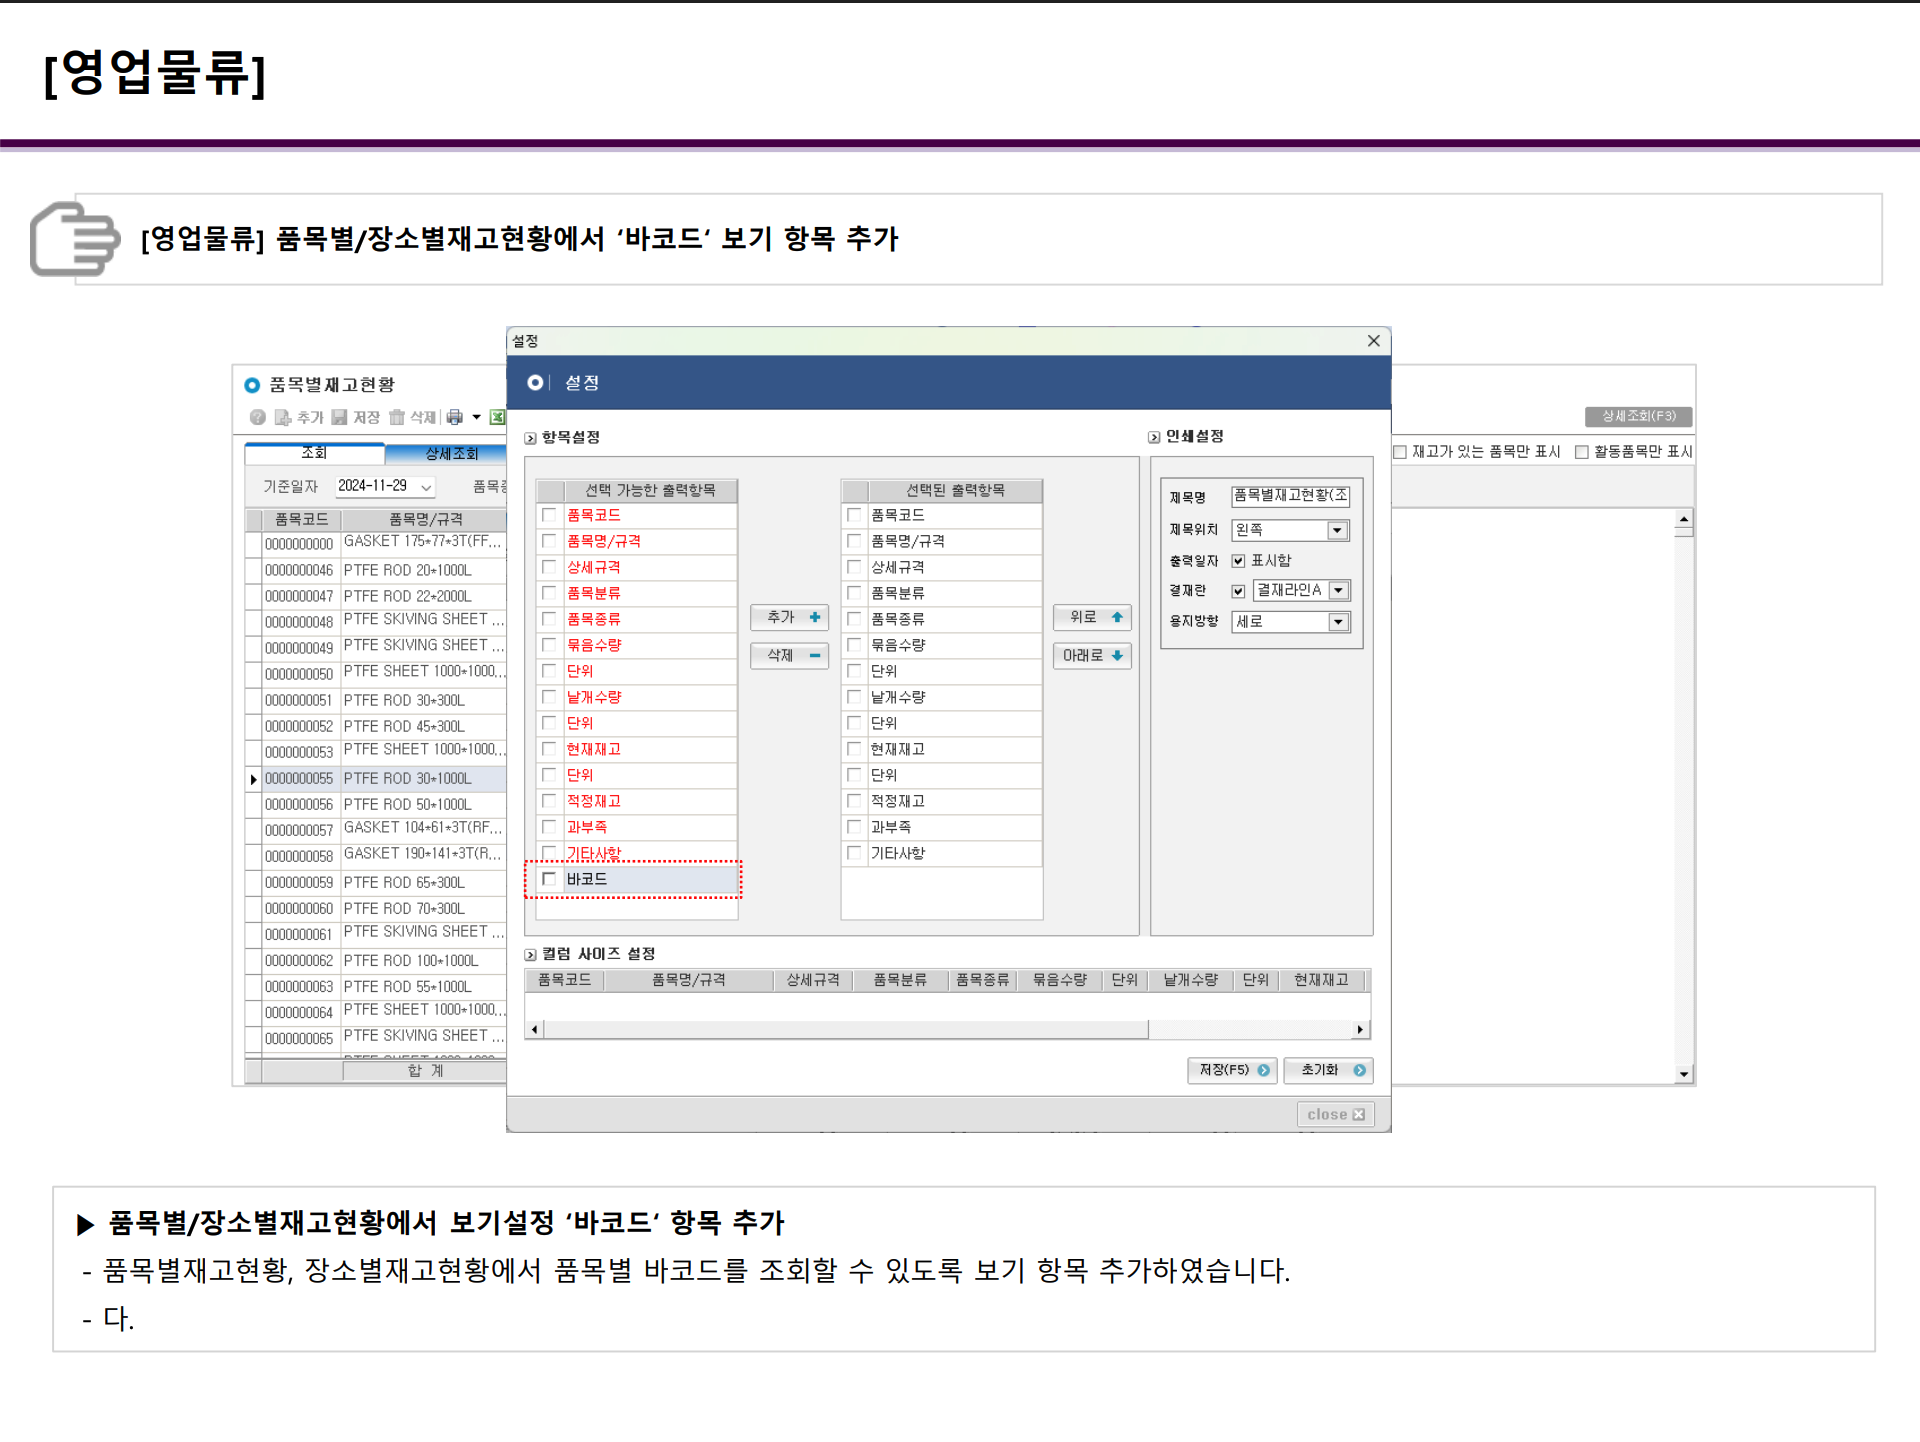 [영업물류]
[영업물류] 품목별/장소별재고현황에서 ‘바코드‘ 보기 항목 추가
설정
설정
품목별재고현황
추가 저장 삭제
상세조회(F3)
조회 상세조회
재고가 있는 품목만 표시 활동품목만 표시
기준일자 2024-11-29
품목코드 품목명/규격
0000000000 GASKET 175*77*3T(FF...
0000000046 PTFE ROD 20*1000L
0000000047 PTFE ROD 22*2000L
0000000048 PTFE SKIVING SHEET ...
0000000049 PTFE SKIVING SHEET ...
0000000050 PTFE SHEET 1000*1000...
0000000051 PTFE ROD 30*300L
0000000052 PTFE ROD 45*300L
0000000053 PTFE SHEET 1000*1000...
0000000055 PTFE ROD 30*1000L
0000000056 PTFE ROD 50*1000L
0000000057 GASKET 104*61*3T(RF...
0000000058 GASKET 190*141*3T(R...
0000000059 PTFE ROD 65*300L
0000000060 PTFE ROD 70*300L
0000000061 PTFE SKIVING SHEET ...
0000000062 PTFE ROD 100*1000L
0000000063 PTFE ROD 55*1000L
0000000064 PTFE SHEET 1000*1000...
0000000065 PTFE SKIVING SHEET ...
합 계
항목설정
선택 가능한 출력항목
품목코드
품목명/규격
상세규격
품목분류
품목종류
묶음수량
단위
낱개수량
단위
현재재고
단위
적정재고
과부족
기타사항
바코드
추가
삭제
선택된 출력항목
품목코드
품목명/규격
상세규격
품목분류
품목종류
묶음수량
단위
낱개수량
단위
현재재고
단위
적정재고
과부족
기타사항
위로
아래로
인쇄설정
제목명 품목별재고현황(조
제목위치 왼쪽
출력일자 표시함
결재란 결재라인A
용지방향 세로
컬럼 사이즈 설정
품목코드 품목명/규격 상세규격 품목분류 품목종류 묶음수량 단위 낱개수량 단위 현재재고
저장(F5) 초기화
close
▶ 품목별/장소별재고현황에서 보기설정 ‘바코드‘ 항목 추가
- 품목별재고현황, 장소별재고현황에서 품목별 바코드를 조회할 수 있도록 보기 항목 추가하였습니다.
- 다.